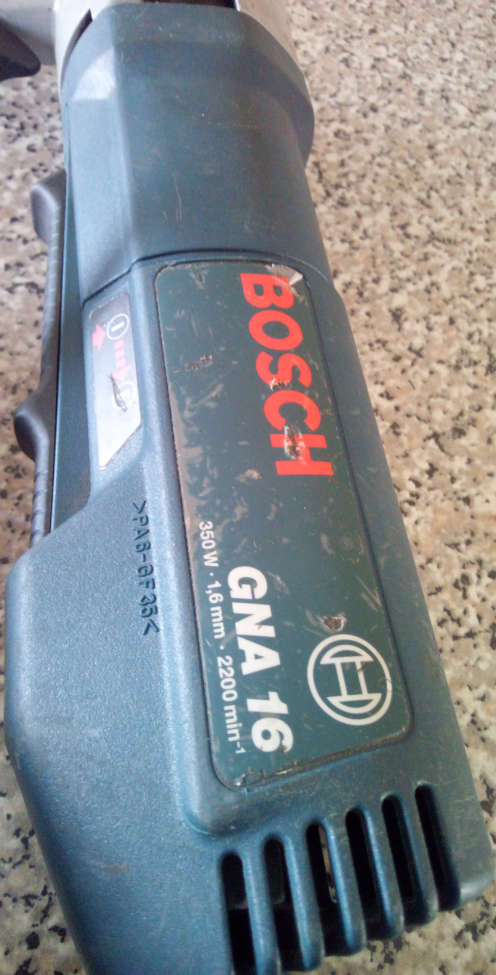 BOSCH
GNA 16
350 W · 1,6 mm · 2200 min-1
>PA6-GF35<